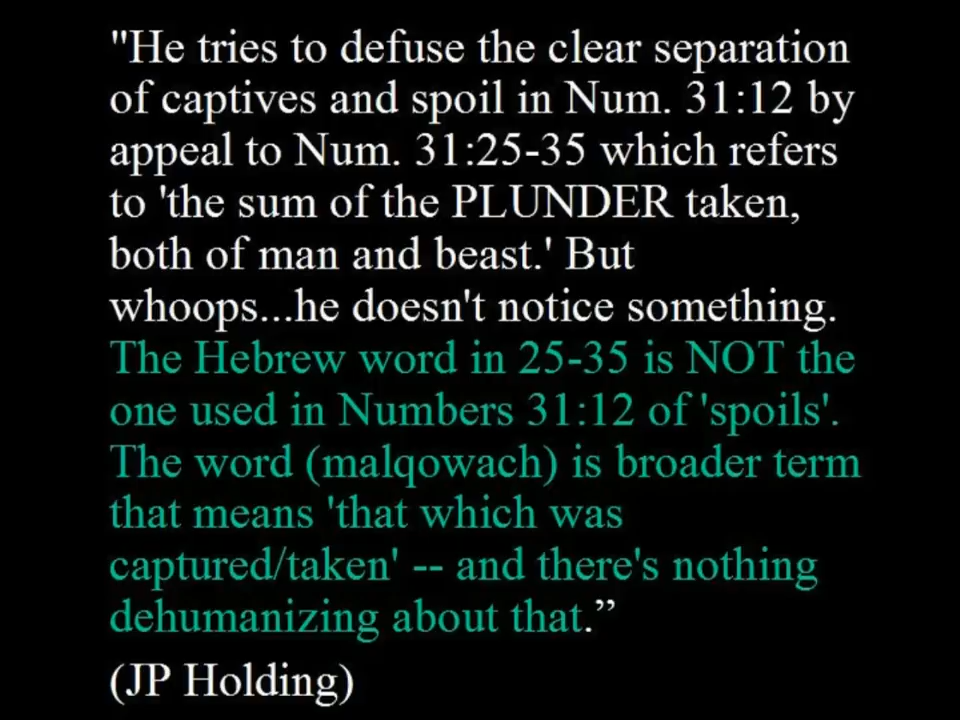 "He tries to defuse the clear separation
of captives and spoil in Num. 31:12 by
appeal to Num. 31:25-35 which refers
to 'the sum of the PLUNDER taken,
both of man and beast.' But
whoops...he doesn't notice something.
The Hebrew word in 25-35 is NOT the
one used in Numbers 31:12 of 'spoils'.
The word (malqowach) is broader term
that means 'that which was
captured/taken' -- and there's nothing
dehumanizing about that.”
(JP Holding)